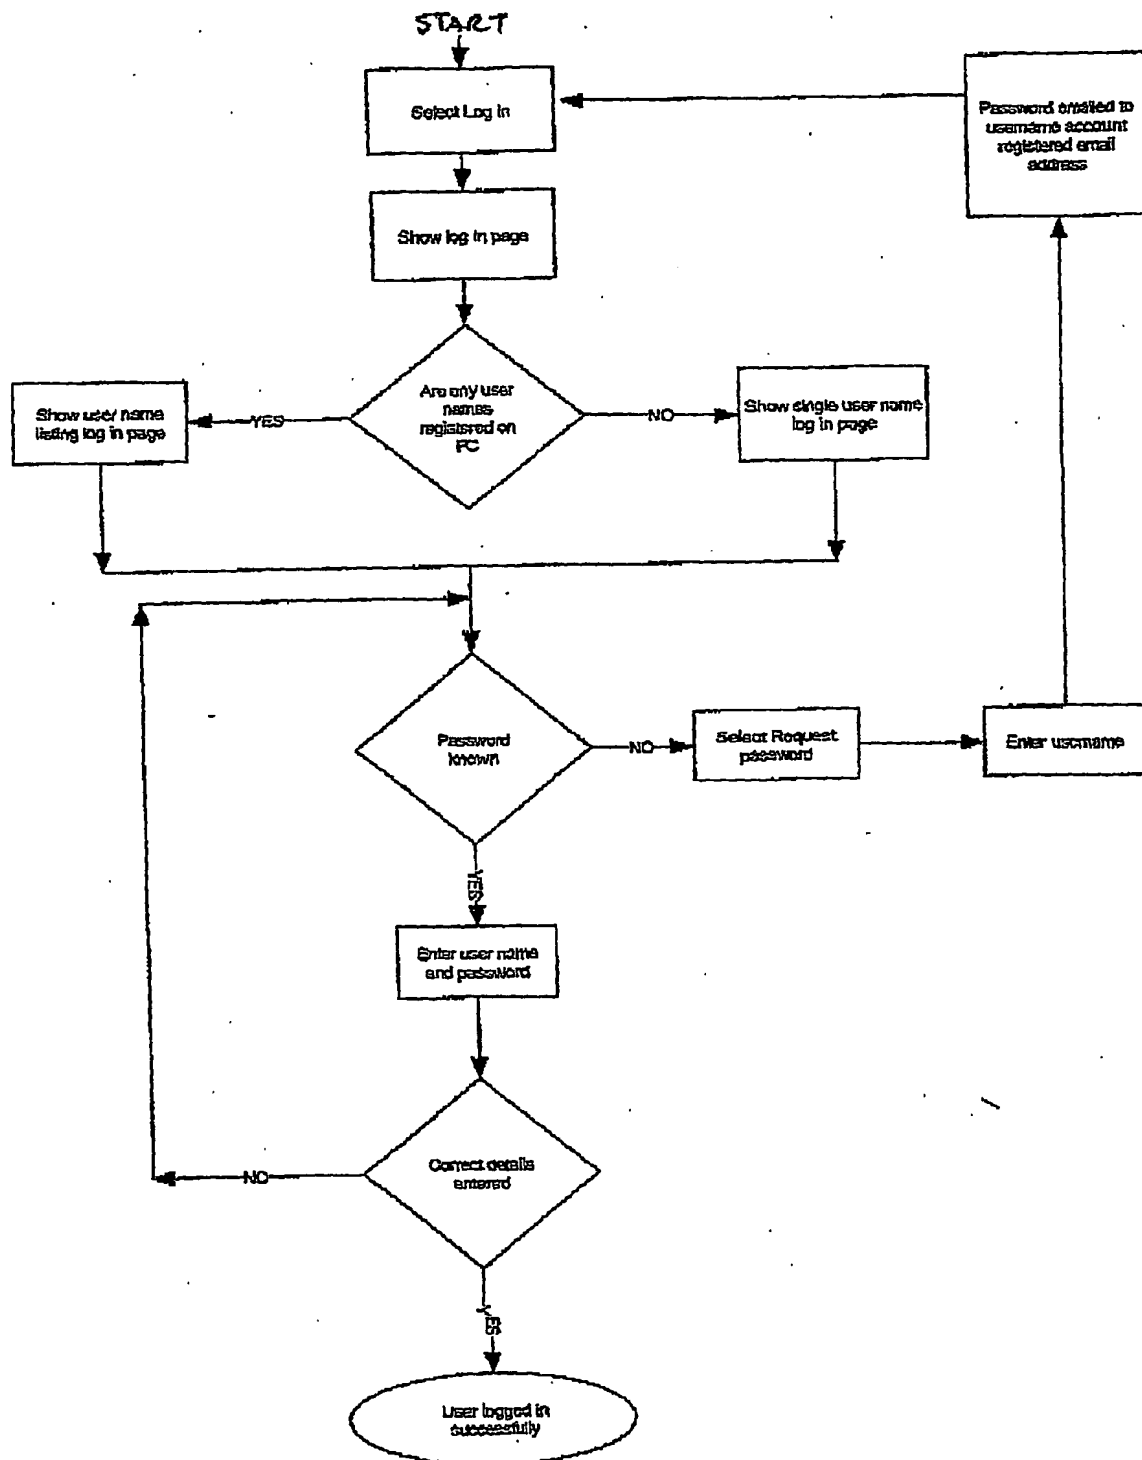 START
Select Log in
Password emailed to
username account
registered email
address
Show log in page
Are any user
names
registered on
PC
YES
NO
Show user name
listing log in page
Show single user name
log in page
Password
known
NO
Select Request
password
Enter username
YES
Enter user name
and password
Correct details
entered
NO
YES
User logged in
successfully